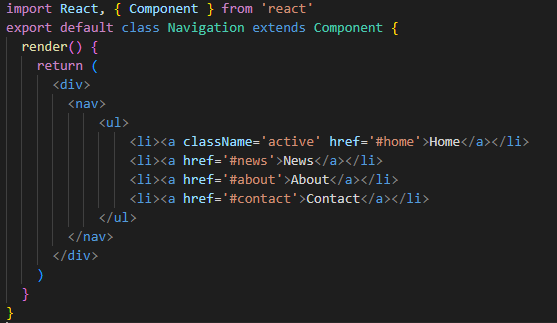 import React, { Component } from 'react'
export default class Navigation extends Component {
  render() {
    return (
      <div>
        <nav>
            <ul>
                <li><a className='active' href='#home'>Home</a></li>
                <li><a href='#news'>News</a></li>
                <li><a href='#about'>About</a></li>
                <li><a href='#contact'>Contact</a></li>
            </ul>
        </nav>
      </div>
    )
  }
}